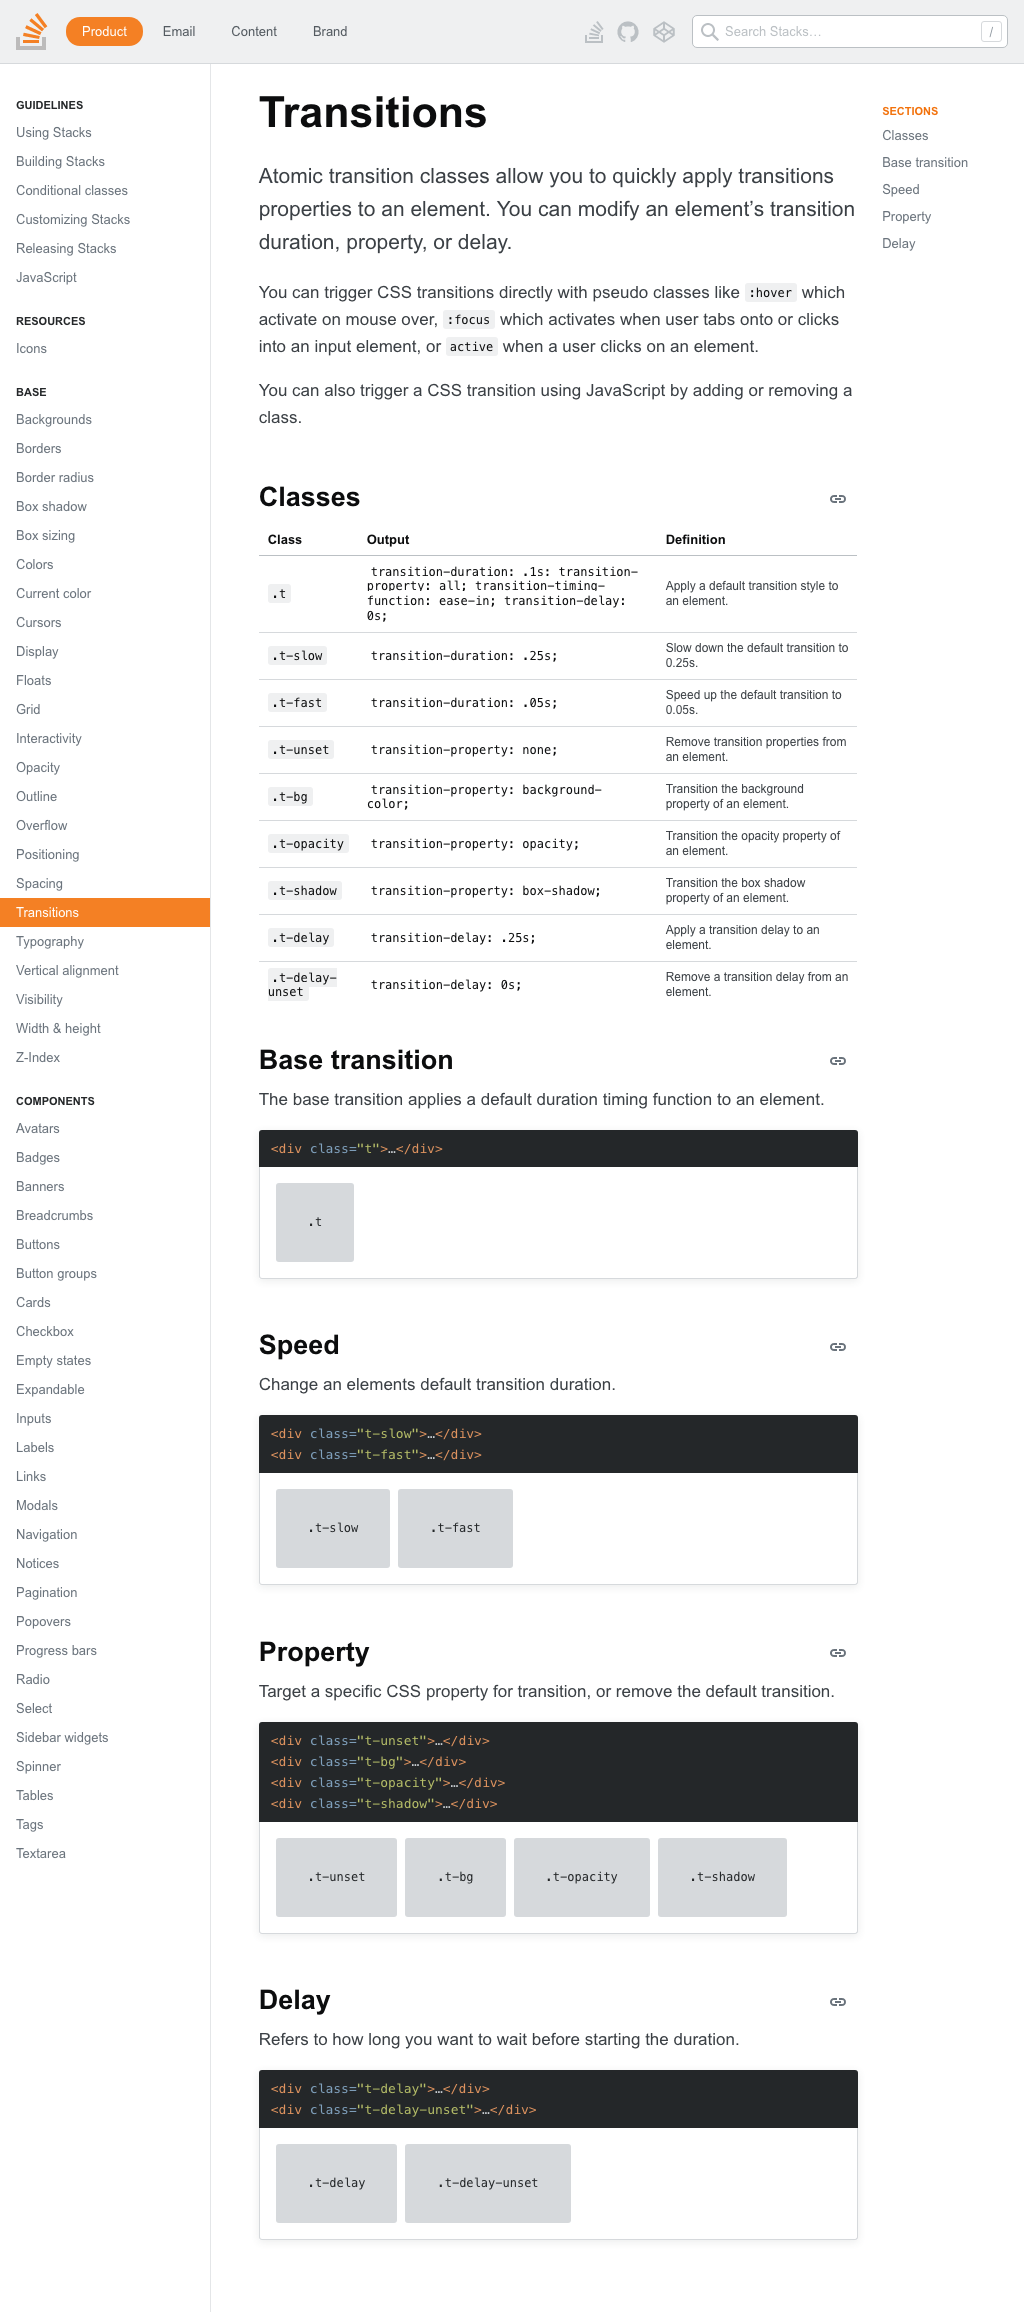 Product Email Content Brand Search Stacks… /
GUIDELINES
Using Stacks
Building Stacks
Conditional classes
Customizing Stacks
Releasing Stacks
JavaScript
RESOURCES
Icons
BASE
Backgrounds
Borders
Border radius
Box shadow
Box sizing
Colors
Current color
Cursors
Display
Floats
Grid
Interactivity
Opacity
Outline
Overflow
Positioning
Spacing
Transitions
Typography
Vertical alignment
Visibility
Width & height
Z-Index
COMPONENTS
Avatars
Badges
Banners
Breadcrumbs
Buttons
Button groups
Cards
Checkbox
Empty states
Expandable
Inputs
Labels
Links
Modals
Navigation
Notices
Pagination
Popovers
Progress bars
Radio
Select
Sidebar widgets
Spinner
Tables
Tags
Textarea
Transitions
Atomic transition classes allow you to quickly apply transitions
properties to an element. You can modify an element’s transition
duration, property, or delay.
You can trigger CSS transitions directly with pseudo classes like :hover which
activate on mouse over, :focus which activates when user tabs onto or clicks
into an input element, or active when a user clicks on an element.
You can also trigger a CSS transition using JavaScript by adding or removing a
class.
Classes
Class Output Definition
.t
transition-duration: .1s: transition-
property: all; transition-timing-
function: ease-in; transition-delay:
0s;
Apply a default transition style to
an element.
.t-slow
transition-duration: .25s;
Slow down the default transition to
0.25s.
.t-fast
transition-duration: .05s;
Speed up the default transition to
0.05s.
.t-unset
transition-property: none;
Remove transition properties from
an element.
.t-bg
transition-property: background-
color;
Transition the background
property of an element.
.t-opacity
transition-property: opacity;
Transition the opacity property of
an element.
.t-shadow
transition-property: box-shadow;
Transition the box shadow
property of an element.
.t-delay
transition-delay: .25s;
Apply a transition delay to an
element.
.t-delay-
unset
transition-delay: 0s;
Remove a transition delay from an
element.
Base transition
The base transition applies a default duration timing function to an element.
<div class="t">…</div>
.t
Speed
Change an elements default transition duration.
<div class="t-slow">…</div>
<div class="t-fast">…</div>
.t-slow .t-fast
Property
Target a specific CSS property for transition, or remove the default transition.
<div class="t-unset">…</div>
<div class="t-bg">…</div>
<div class="t-opacity">…</div>
<div class="t-shadow">…</div>
.t-unset .t-bg .t-opacity .t-shadow
Delay
Refers to how long you want to wait before starting the duration.
<div class="t-delay">…</div>
<div class="t-delay-unset">…</div>
.t-delay .t-delay-unset
SECTIONS
Classes
Base transition
Speed
Property
Delay